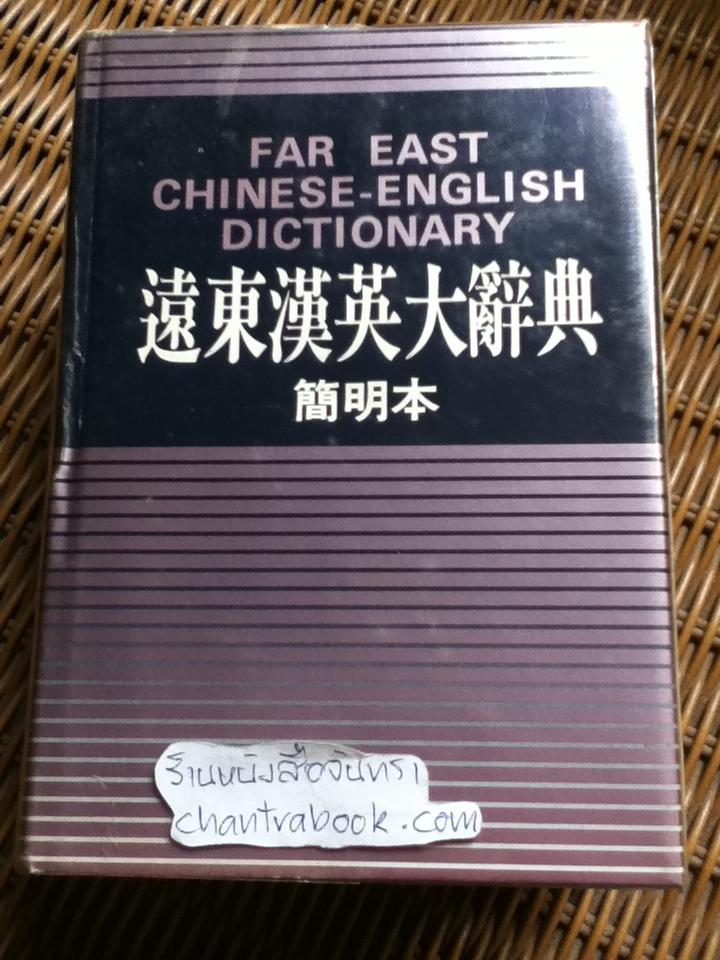 FAR EAST
CHINESE-ENGLISH
DICTIONARY
遠東漢英大辭典
簡明本
ร้านหนังสือจันทรา
chantrabook.com